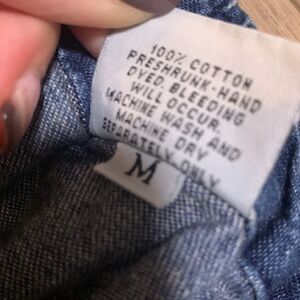 100% COTTON
PRESHRUNK-HAND
DYED. BLEEDING
WILL OCCUR.
MACHINE WASH AND
MACHINE DRY
SEPARATELY ONLY
M